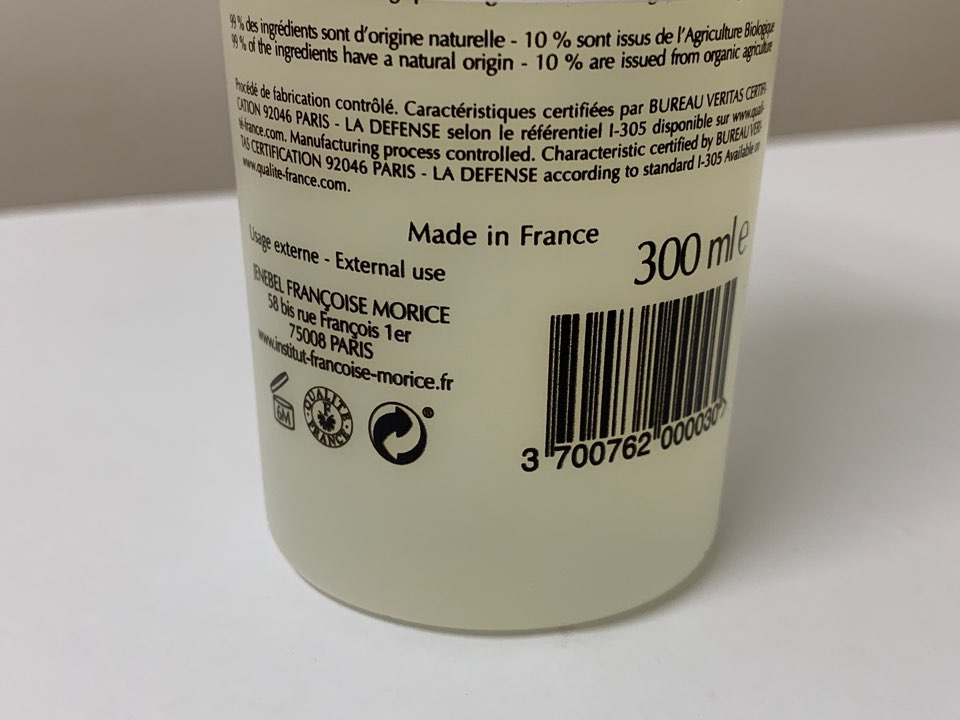 99 % des ingrédients sont d'origine naturelle - 10 % sont issus de l'Agriculture Biologique
99 % of the ingredients have a natural origin - 10 % are issued from organic agriculture
Procédé de fabrication contrôlé. Caractéristiques certifiées par BUREAU VERITAS CERTIFI-
CATION 92046 PARIS - LA DEFENSE selon le référentiel I-305 disponible sur www.quali-
té-france.com. Manufacturing process controlled. Characteristic certified by BUREAU VERI-
TAS CERTIFICATION 92046 PARIS - LA DEFENSE according to standard I-305 Available on
www.qualite-france.com.
Made in France
300 ml e
Usage externe - External use
JENEBEL FRANÇOISE MORICE
58 bis rue François 1er
75008 PARIS
www.institut-francoise-morice.fr
6M
QUALITÉ
F
FRANCE
®
3 700762 000030 >